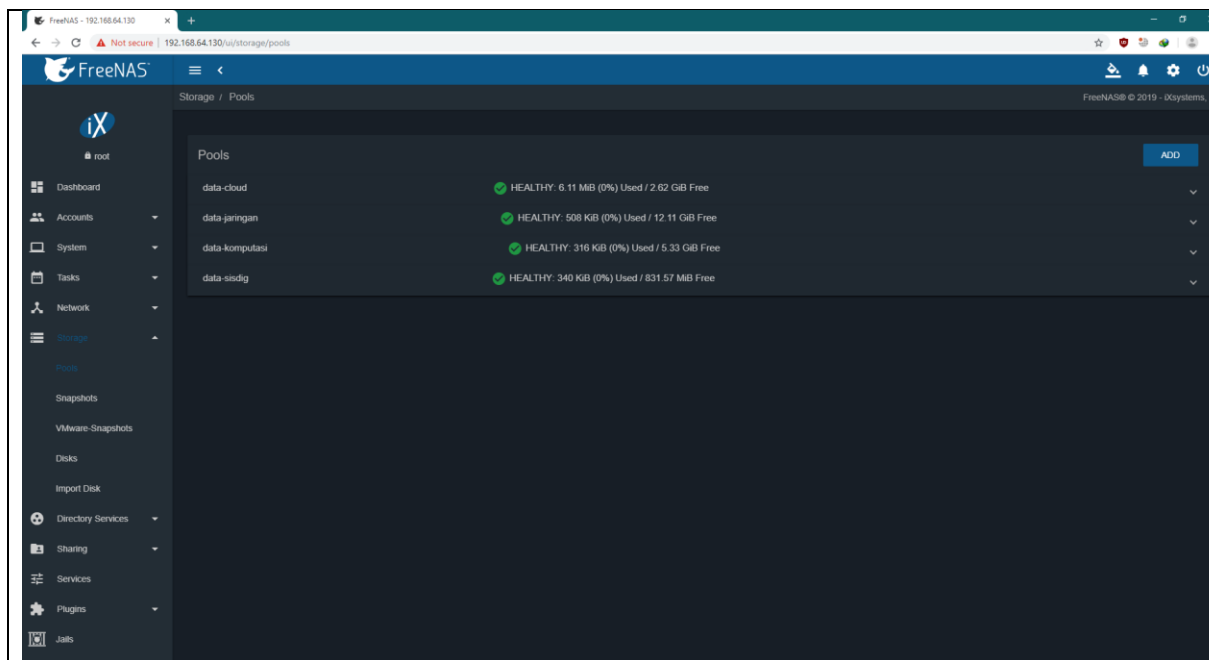 FreeNAS - 192.168.64.130
Not secure | 192.168.64.130/ui/storage/pools
FreeNAS
Storage / Pools
FreeNAS® © 2019 - iXsystems,
iX
root
Pools
ADD
data-cloud HEALTHY: 6.11 MiB (0%) Used / 2.62 GiB Free
data-jaringan HEALTHY: 508 KiB (0%) Used / 12.11 GiB Free
data-komputasi HEALTHY: 316 KiB (0%) Used / 5.33 GiB Free
data-sisdig HEALTHY: 340 KiB (0%) Used / 831.57 MiB Free
Dashboard
Accounts
System
Tasks
Network
Storage
Pools
Snapshots
VMware-Snapshots
Disks
Import Disk
Directory Services
Sharing
Services
Plugins
Jails